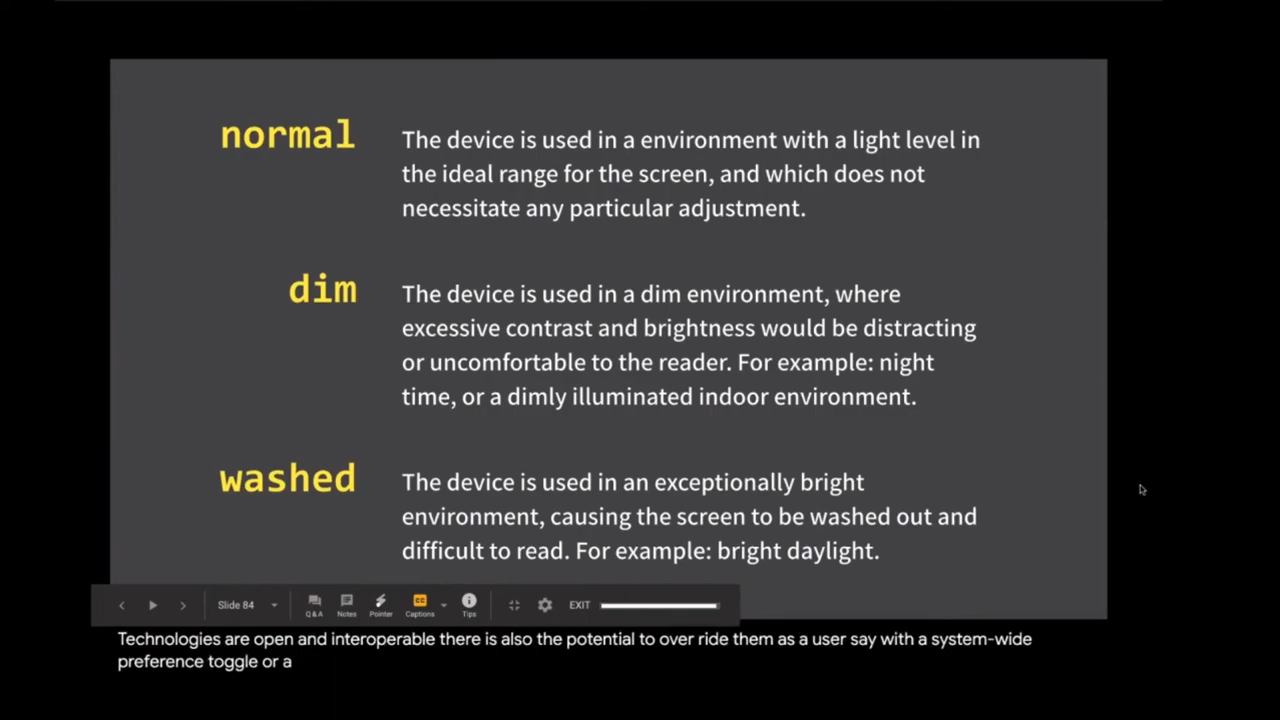 normal
The device is used in a environment with a light level in
the ideal range for the screen, and which does not
necessitate any particular adjustment.
dim
The device is used in a dim environment, where
excessive contrast and brightness would be distracting
or uncomfortable to the reader. For example: night
time, or a dimly illuminated indoor environment.
washed
The device is used in an exceptionally bright
environment, causing the screen to be washed out and
difficult to read. For example: bright daylight.
Slide 84
Q&A Notes Pointer Captions Tips
EXIT
Technologies are open and interoperable there is also the potential to over ride them as a user say with a system-wide
preference toggle or a